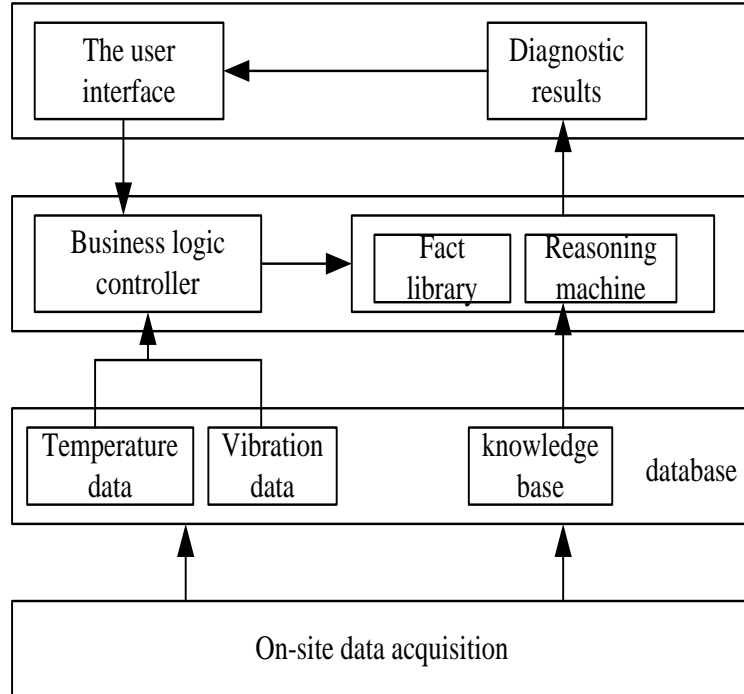 The user
interface
Diagnostic
results
Business logic
controller
Fact
library
Reasoning
machine
Temperature
data
Vibration
data
knowledge
base
database
On-site data acquisition